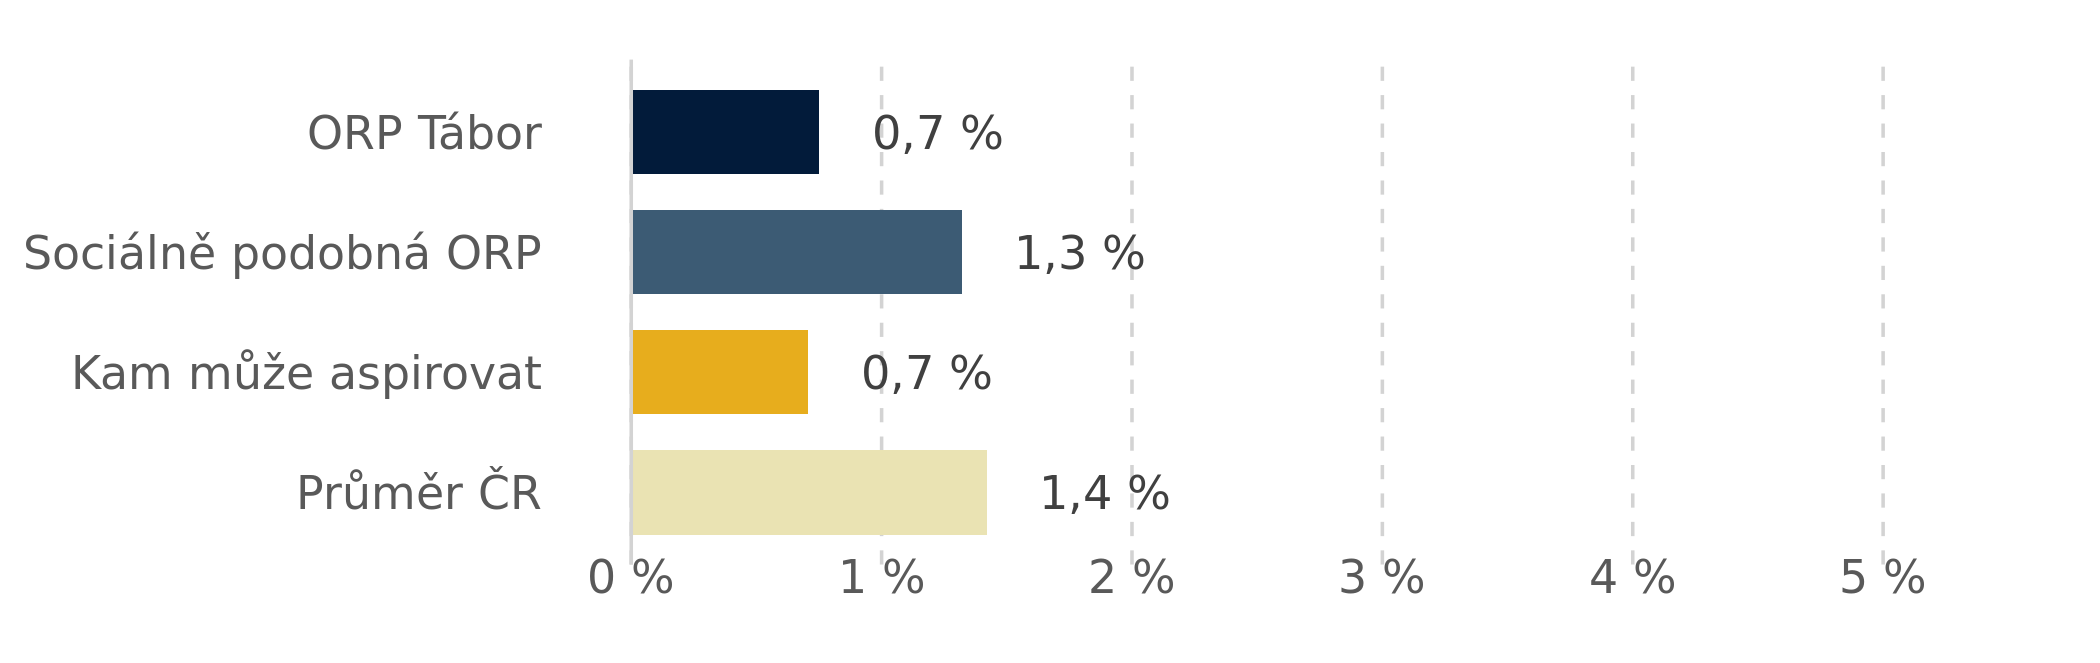 ORP Tábor 0,7 %
Sociálně podobná ORP 1,3 %
Kam může aspirovat 0,7 %
Průměr ČR 1,4 %
0 % 1 % 2 % 3 % 4 % 5 %